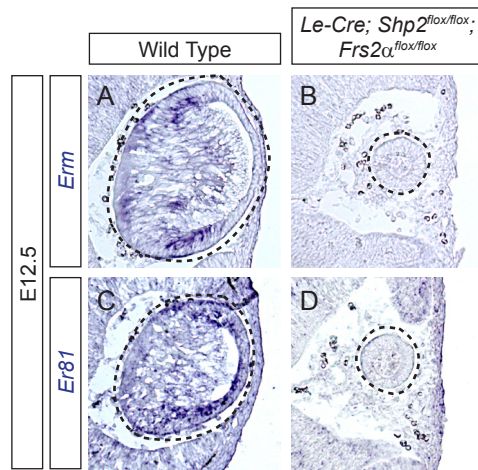 Wild Type
Le-Cre; Shp2flox/flox;
Frs2αflox/flox
E12.5
Erm
A
B
Er81
C
D